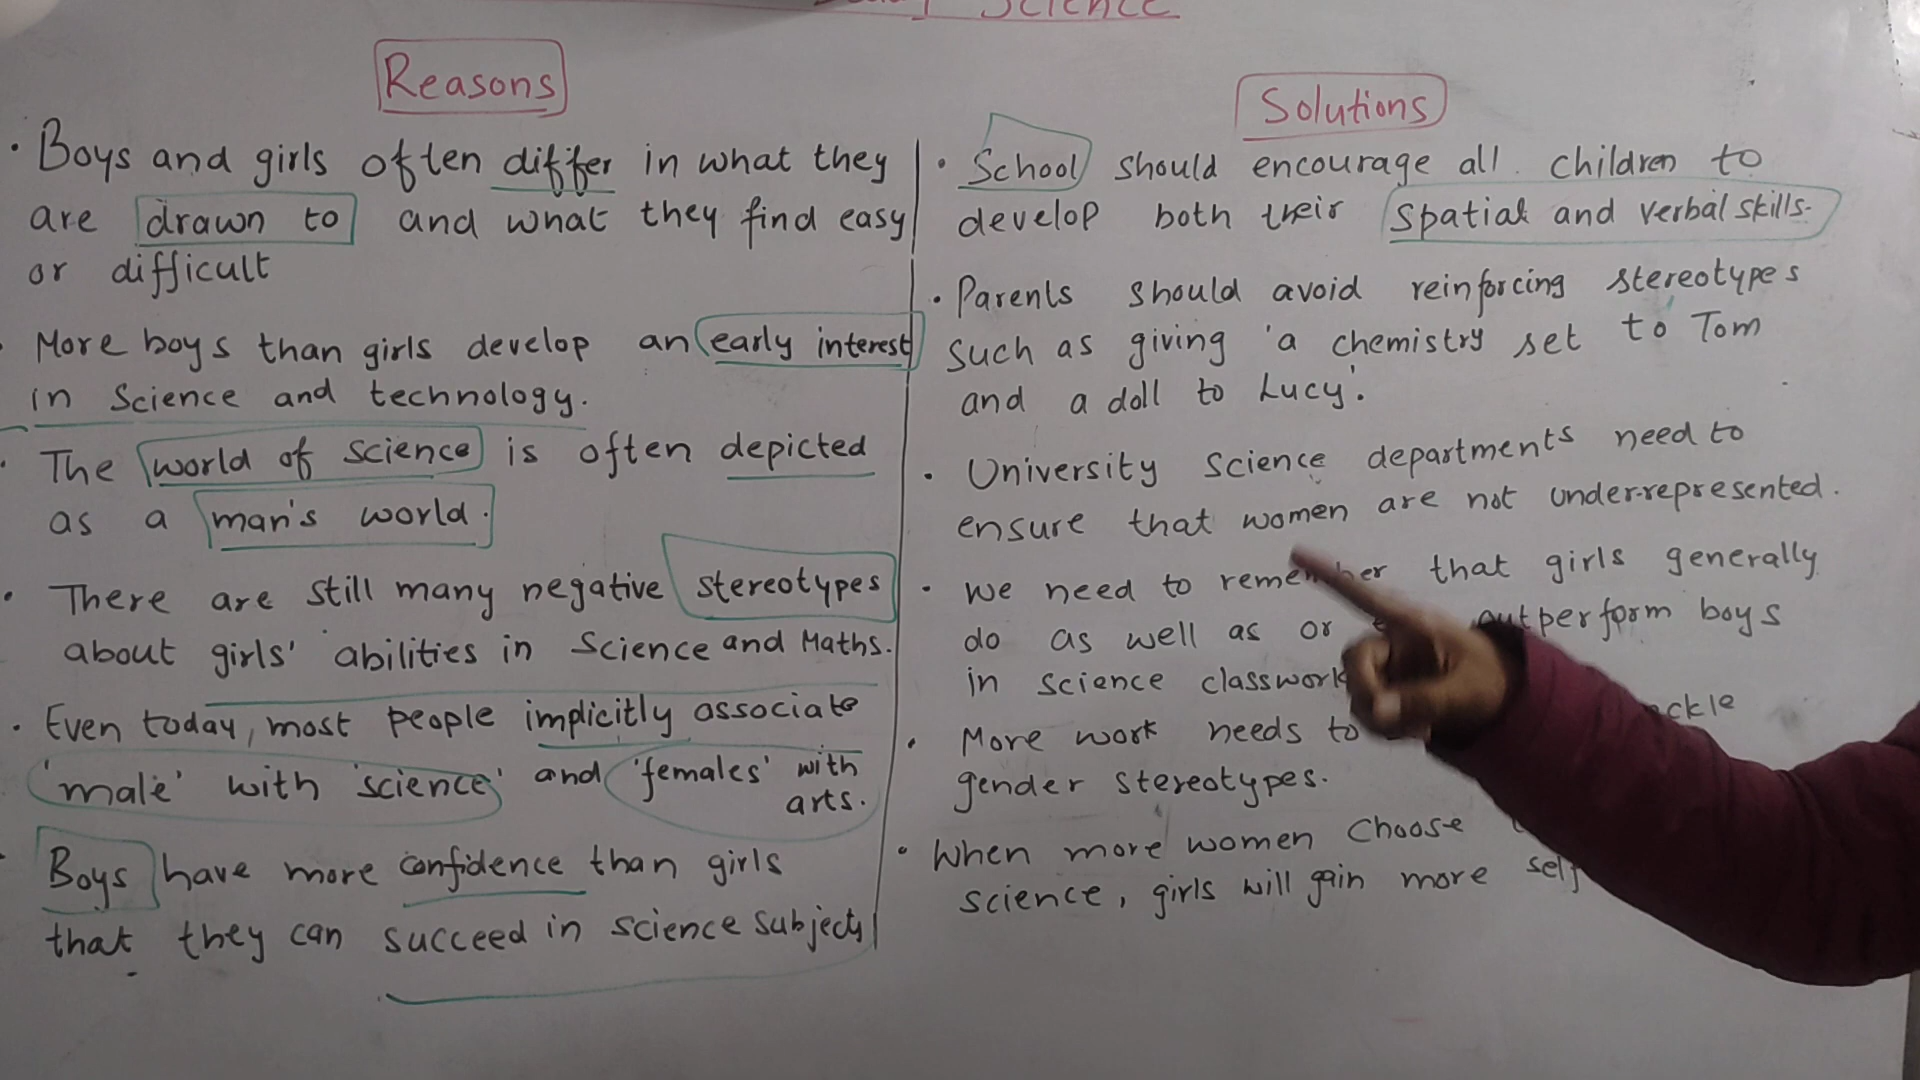 Science
Reasons
• Boys and girls often differ in what they
are drawn to and what they find easy
or difficult
• More boys than girls develop an early interest
in Science and technology.
• The world of science is often depicted
as a man's world.
• There are still many negative stereotypes
about girls' abilities in Science and Maths.
• Even today, most people implicitly associate
'male' with 'science' and 'females' with
arts.
• Boys have more confidence than girls
that they can succeed in science subjects
Solutions
• School should encourage all children to
develop both their spatial and verbal skills.
• Parents should avoid reinforcing stereotypes
such as giving 'a chemistry set to Tom
and a doll to Lucy'.
• University science departments need to
ensure that women are not under-represented.
• We need to remember that girls generally
do as well as or outperform boys
in science classwork
• More work needs to
gender stereotypes.
• When more women choose
science, girls will gain more self